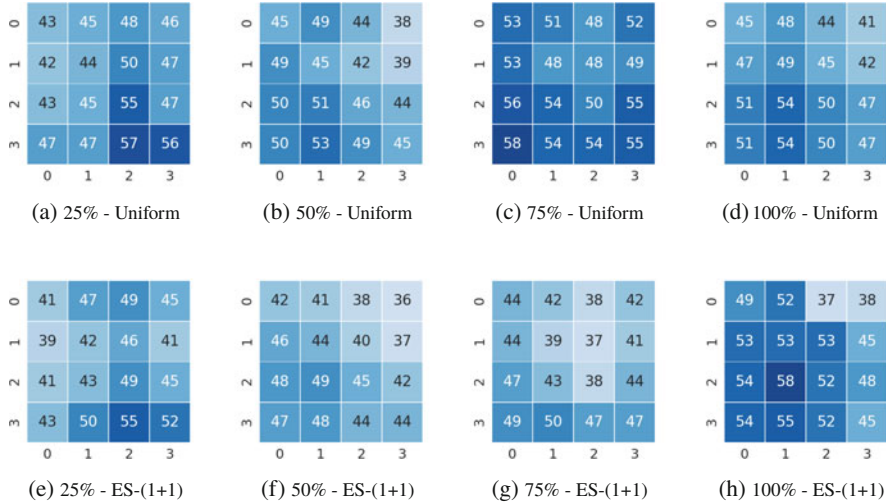 0 43 45 48 46
1 42 44 50 47
2 43 45 55 47
3 47 47 57 56
0 1 2 3
(a) 25% - Uniform
0 45 49 44 38
1 49 45 42 39
2 50 51 46 44
3 50 53 49 45
0 1 2 3
(b) 50% - Uniform
0 53 51 48 52
1 53 48 48 49
2 56 54 50 55
3 58 54 54 55
0 1 2 3
(c) 75% - Uniform
0 45 48 44 41
1 47 49 45 42
2 51 54 50 47
3 51 54 50 47
0 1 2 3
(d) 100% - Uniform
0 41 47 49 45
1 39 42 46 41
2 41 43 49 45
3 43 50 55 52
0 1 2 3
(e) 25% - ES-(1+1)
0 42 41 38 36
1 46 44 40 37
2 48 49 45 42
3 47 48 44 44
0 1 2 3
(f) 50% - ES-(1+1)
0 44 42 38 42
1 44 39 37 41
2 47 43 38 44
3 49 50 47 47
0 1 2 3
(g) 75% - ES-(1+1)
0 49 52 37 38
1 53 53 53 45
2 54 58 52 48
3 54 55 52 45
0 1 2 3
(h) 100% - ES-(1+1)